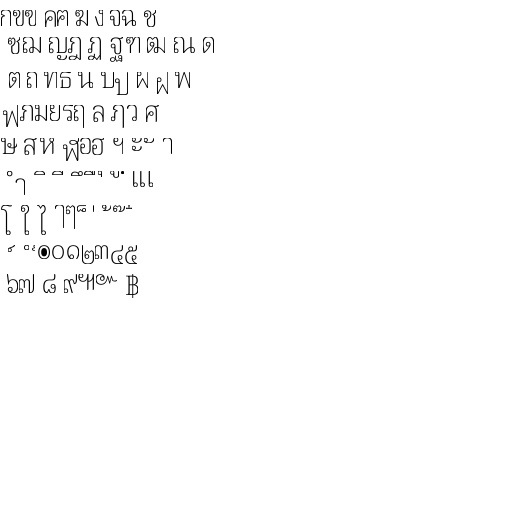 กขฃ คฅฆ ง จฉ ช
ซฌ ญฎ ฏ ฐฑฒ ณ ด
ต ถ ทธ น บป ผ ฝ พ
ฟภมยรฤ ล ฦว ศ
ษ สห ฬอฮ ฯ ะ ั า
ำ ิ ี ึ ื ุ ู ฺ เแ
โ ใ ไ ๅๆ ็ ่ ้ ๊ ๋
์ ํ ๎ ๏๐๑๒๓๔๕
๖๗ ๘ ๙๚๛ ฿